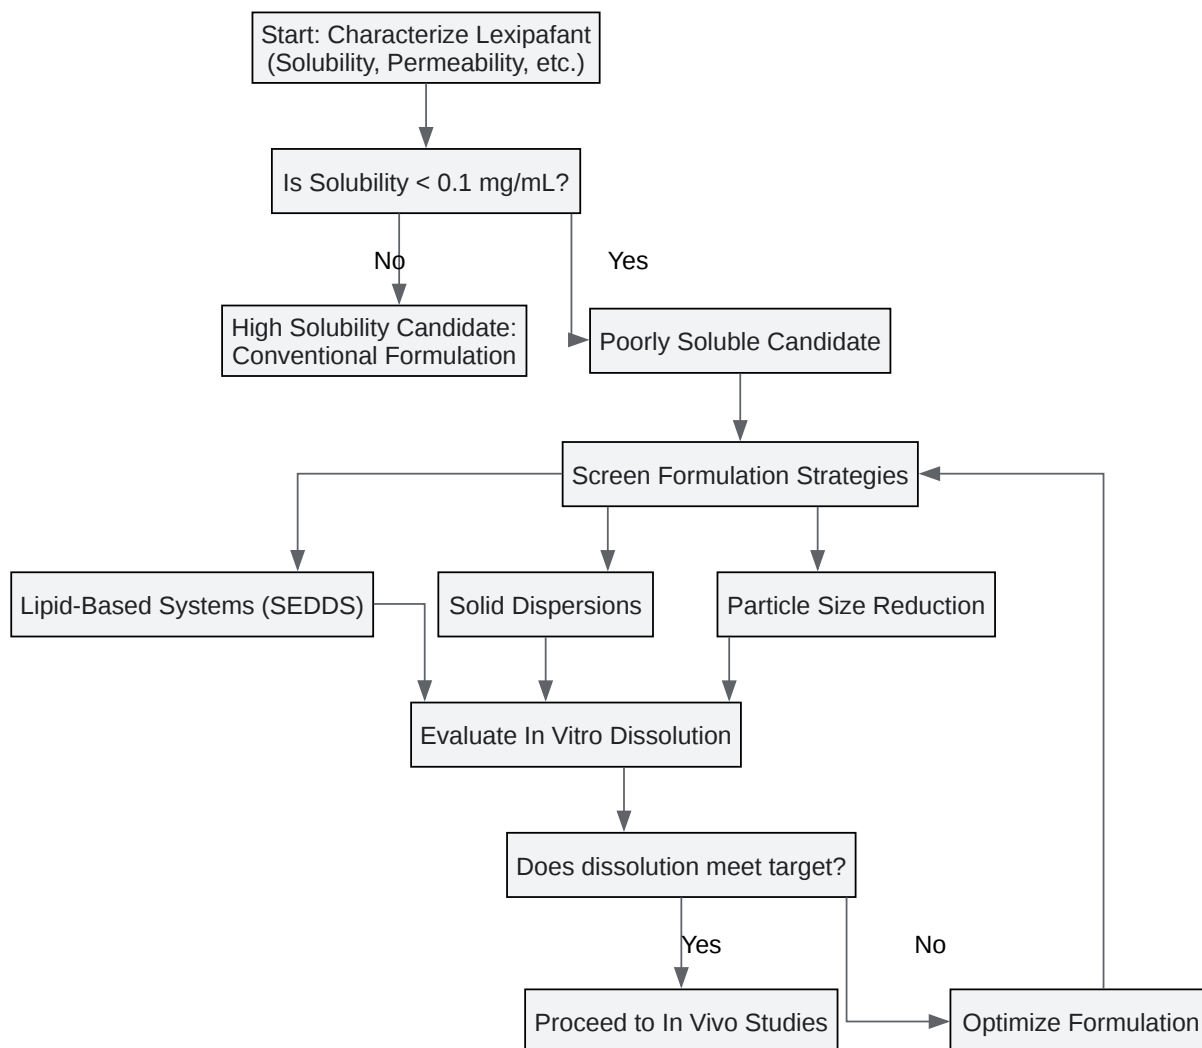 Start: Characterize Lexipafant
(Solubility, Permeability, etc.)
Is Solubility < 0.1 mg/mL?
No
Yes
High Solubility Candidate:
Conventional Formulation
Poorly Soluble Candidate
Screen Formulation Strategies
Lipid-Based Systems (SEDDS)
Solid Dispersions
Particle Size Reduction
Evaluate In Vitro Dissolution
Does dissolution meet target?
Yes
No
Proceed to In Vivo Studies
Optimize Formulation